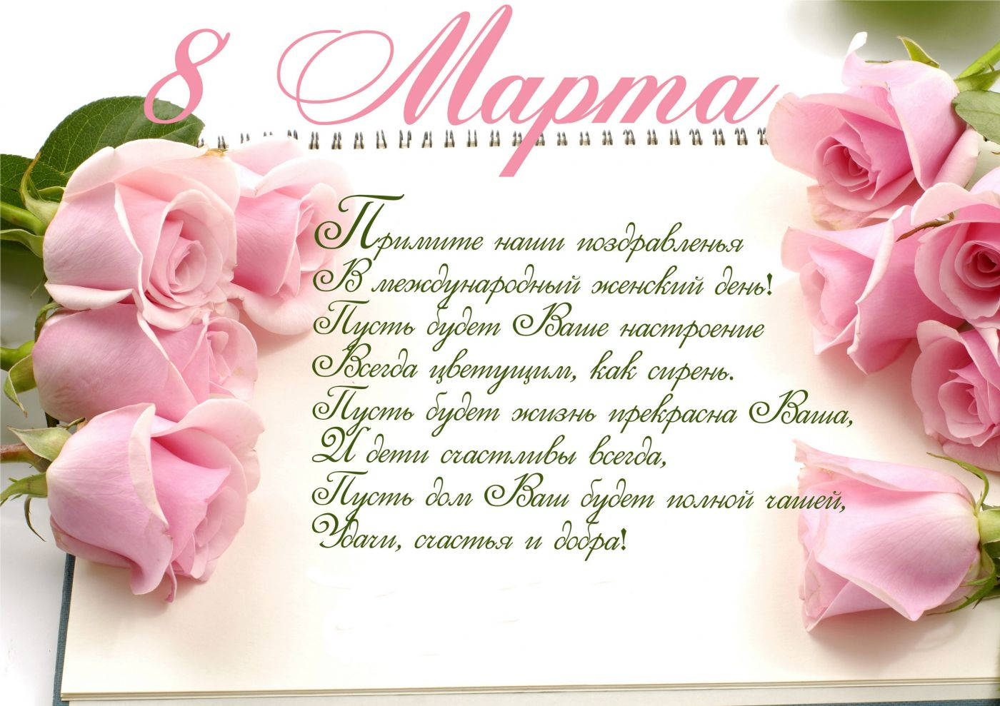 8 Марта
Примите наши поздравленья
В международный женский день!
Пусть будет Ваше настроение
Всегда цветущим, как сирень.
Пусть будет жизнь прекрасна Ваша,
И дети счастливы всегда,
Пусть дом Ваш будет полной чашей,
Удачи, счастья и добра!